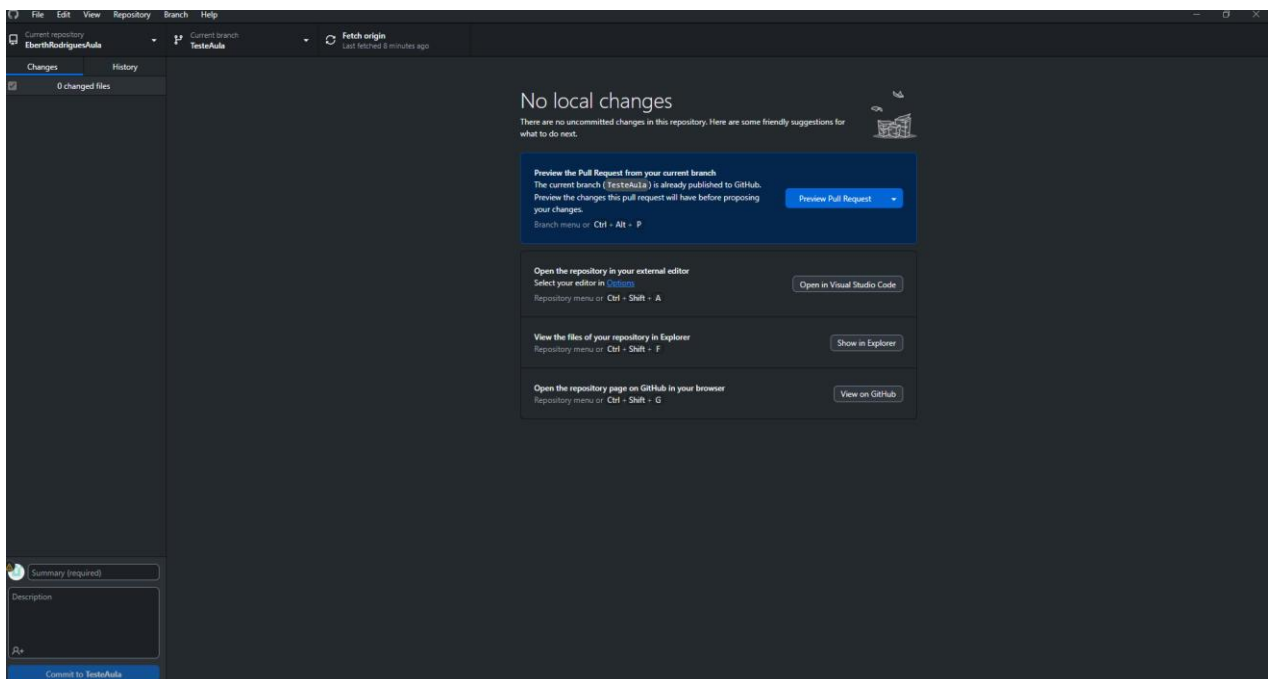 File Edit View Repository Branch Help
Current repository
EberthRodriguesAula
Current branch
TesteAula
Fetch origin
Last fetched 8 minutes ago
Changes History
0 changed files
No local changes
There are no uncommitted changes in this repository. Here are some friendly suggestions for
what to do next.
Preview the Pull Request from your current branch
The current branch (TesteAula) is already published to GitHub.
Preview the changes this pull request will have before proposing
your changes.
Branch menu or Ctrl + Alt + P
Preview Pull Request
Open the repository in your external editor
Select your editor in Options
Repository menu or Ctrl + Shift + A
Open in Visual Studio Code
View the files of your repository in Explorer
Repository menu or Ctrl + Shift + F
Show in Explorer
Open the repository page on GitHub in your browser
Repository menu or Ctrl + Shift + G
View on GitHub
Summary (required)
Description
Commit to TesteAula